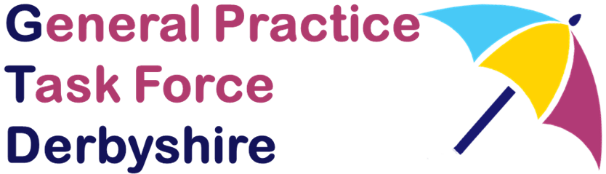 General Practice
Task Force
Derbyshire